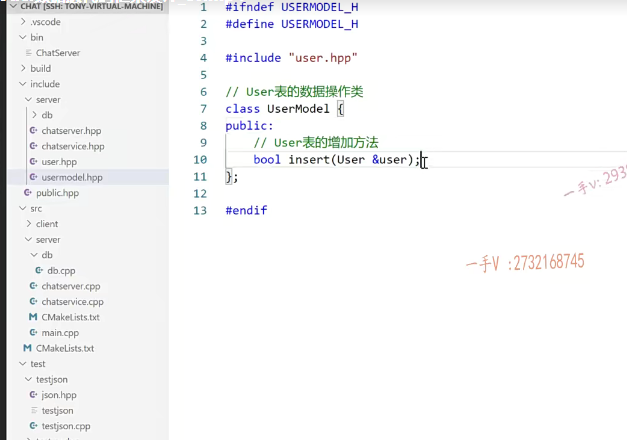 CHAT [SSH: TONY-VIRTUAL-MACHINE]
.vscode
bin
ChatServer
build
include
server
db
chatserver.hpp
chatservice.hpp
user.hpp
usermodel.hpp
public.hpp
src
client
server
db
db.cpp
chatserver.cpp
chatservice.cpp
CMakeLists.txt
main.cpp
CMakeLists.txt
test
testjson
json.hpp
testjson
testjson.cpp
1 #ifndef USERMODEL_H
2 #define USERMODEL_H
3
4 #include "user.hpp"
5
6 // User表的数据操作类
7 class UserModel {
8 public:
9 // User表的增加方法
10 bool insert(User &user);
11 };
12
13 #endif
一手v: 293
一手V :2732168745